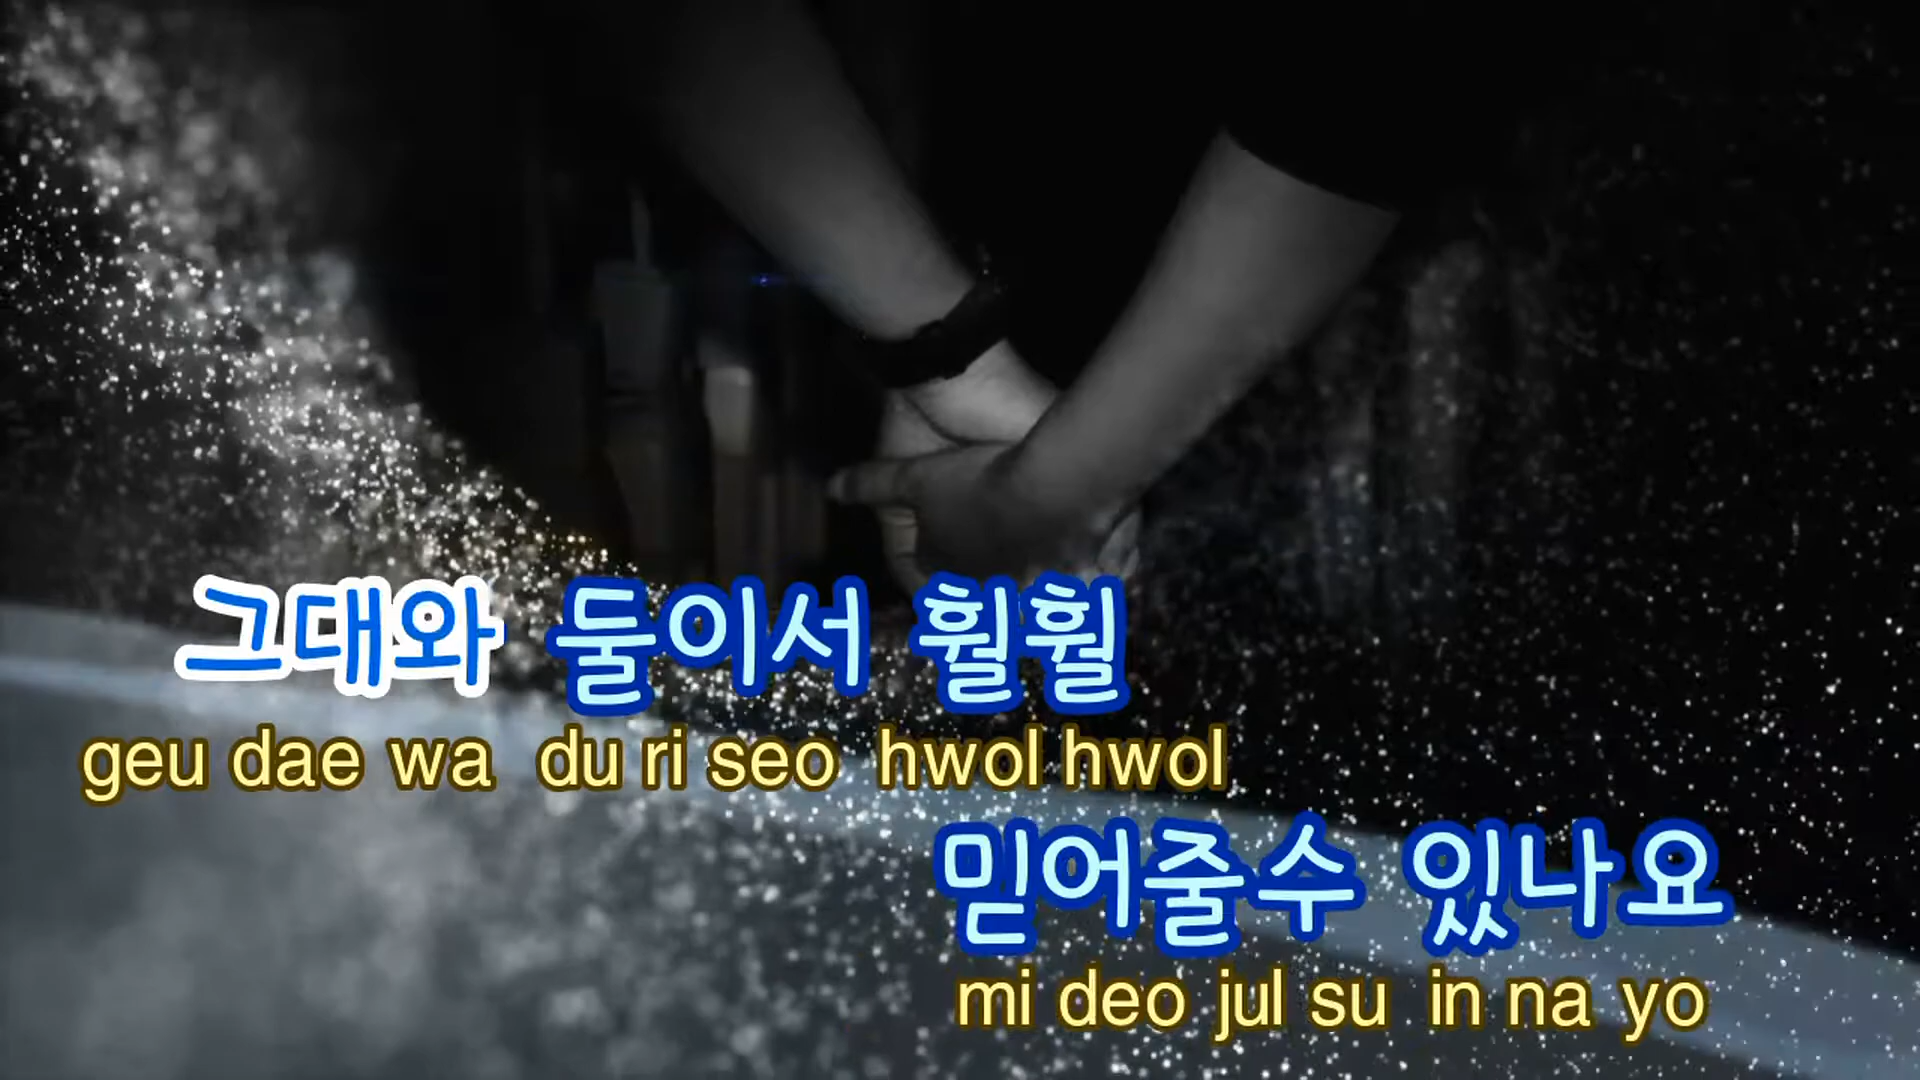 그대와 둘이서 훨훨
geu dae wa du ri seo hwol hwol
믿어줄수 있나요
mi deo jul su in na yo